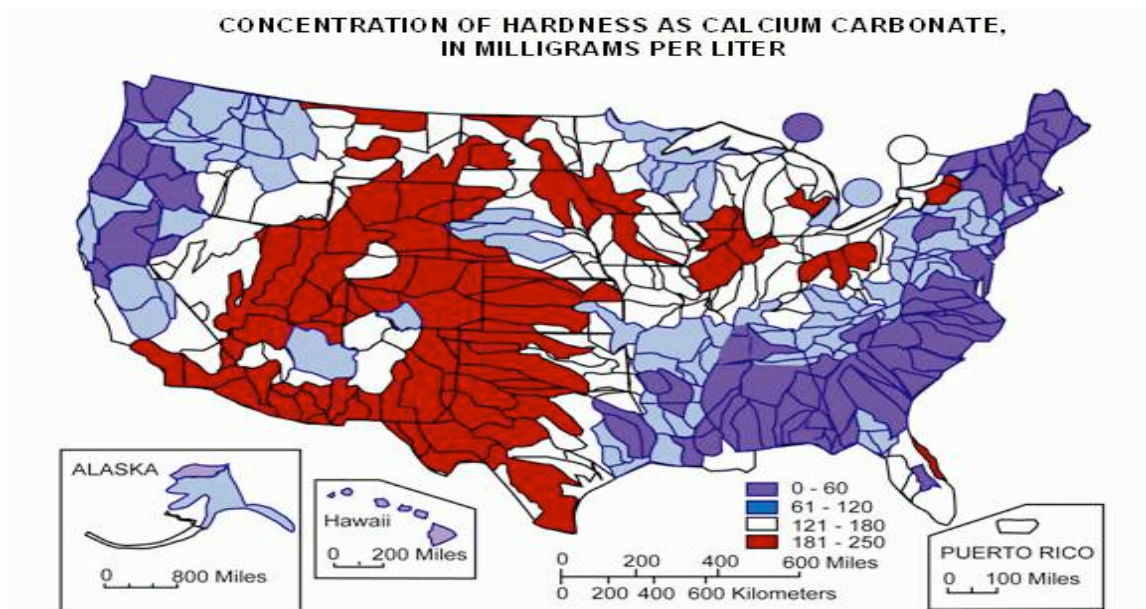 CONCENTRATION OF HARDNESS AS CALCIUM CARBONATE,
IN MILLIGRAMS PER LITER
ALASKA
0 800 Miles
Hawaii
0 200 Miles
0 - 60
61 - 120
121 - 180
181 - 250
0 200 400 600 Miles
0 200 400 600 Kilometers
PUERTO RICO
0 100 Miles